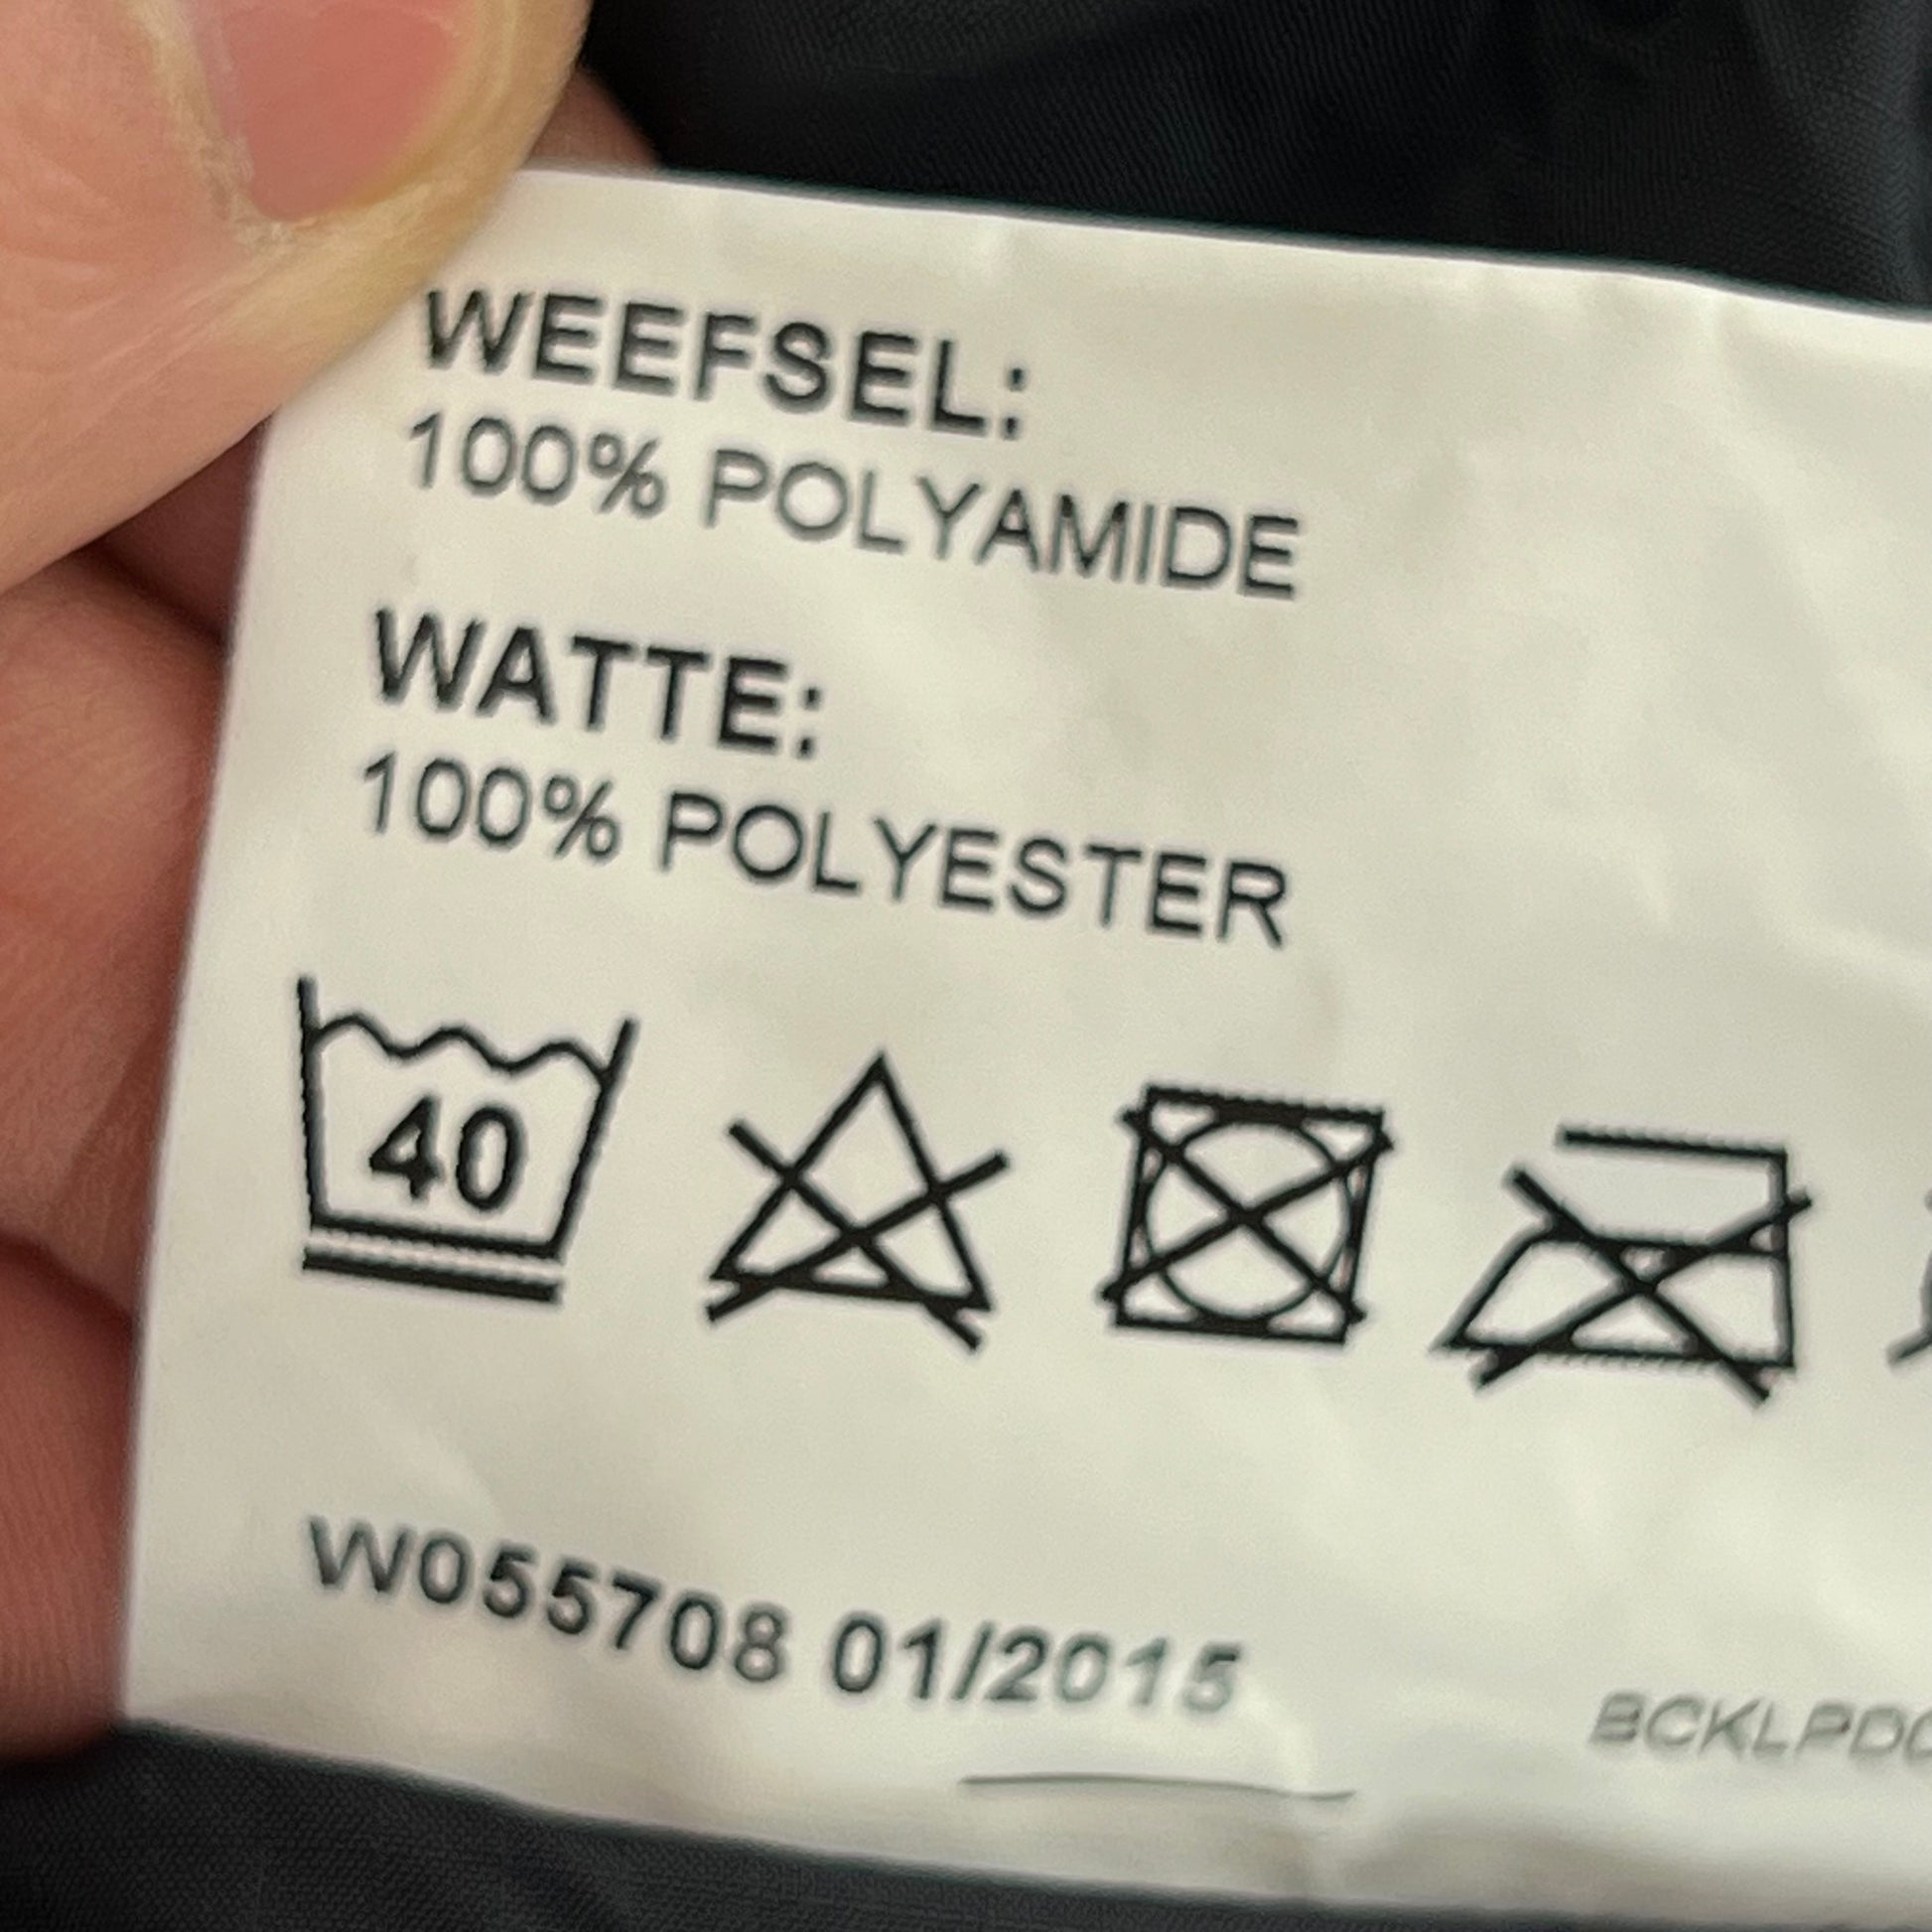 WEEFSEL:
100% POLYAMIDE
WATTE:
100% POLYESTER
40
W055708 01/2015